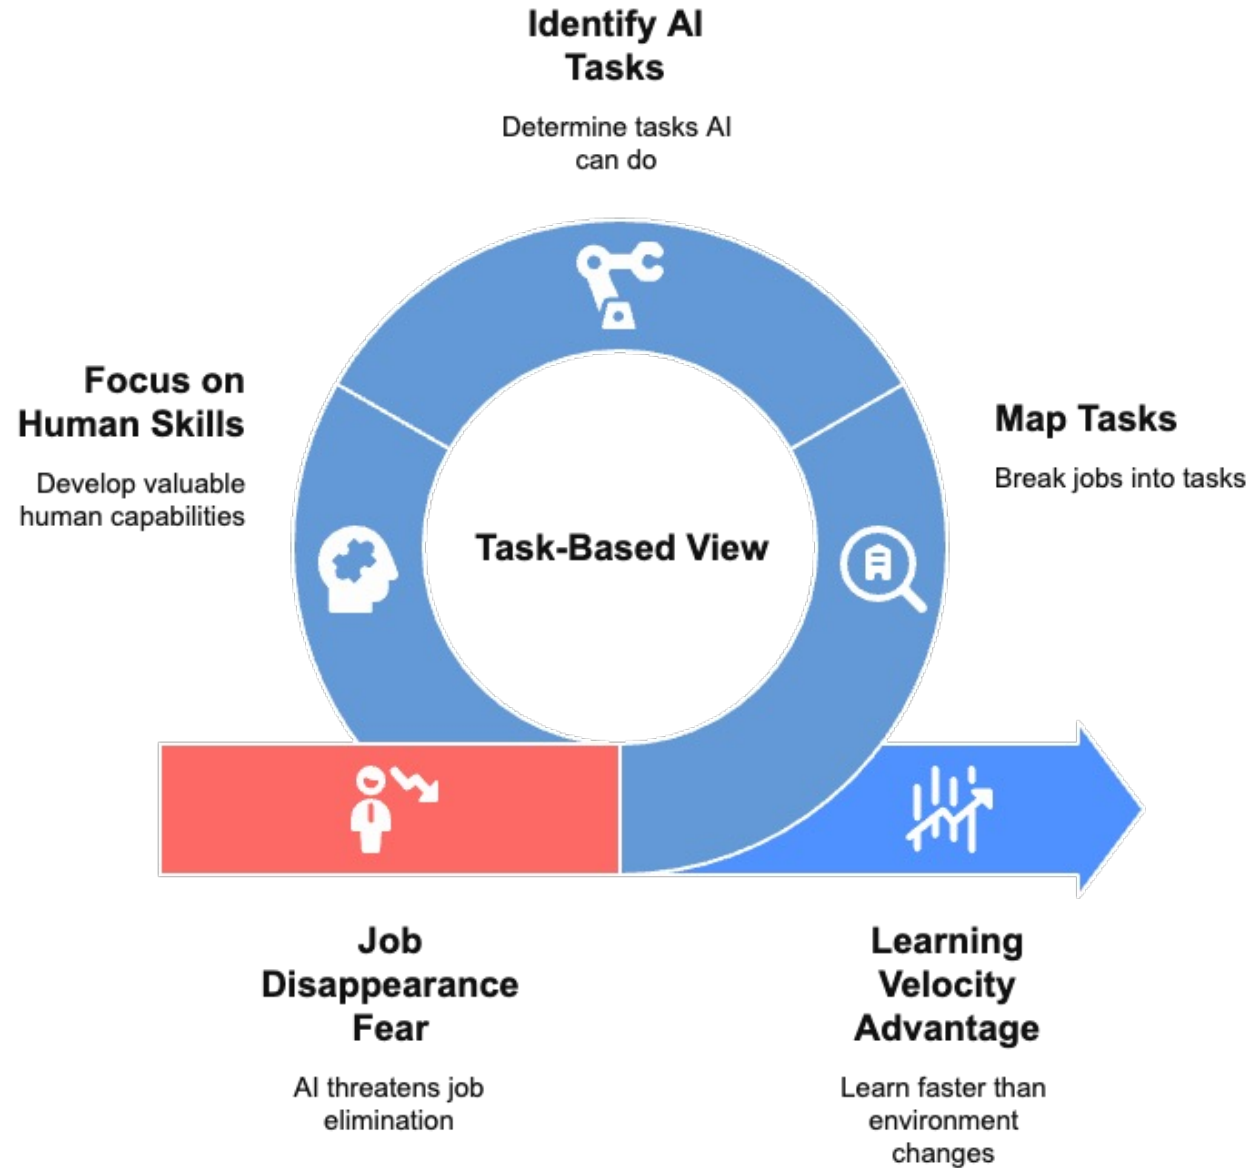 Identify AI
Tasks
Determine tasks AI
can do
Focus on
Human Skills
Develop valuable
human capabilities
Map Tasks
Break jobs into tasks
Task-Based View
Job
Disappearance
Fear
AI threatens job
elimination
Learning
Velocity
Advantage
Learn faster than
environment
changes